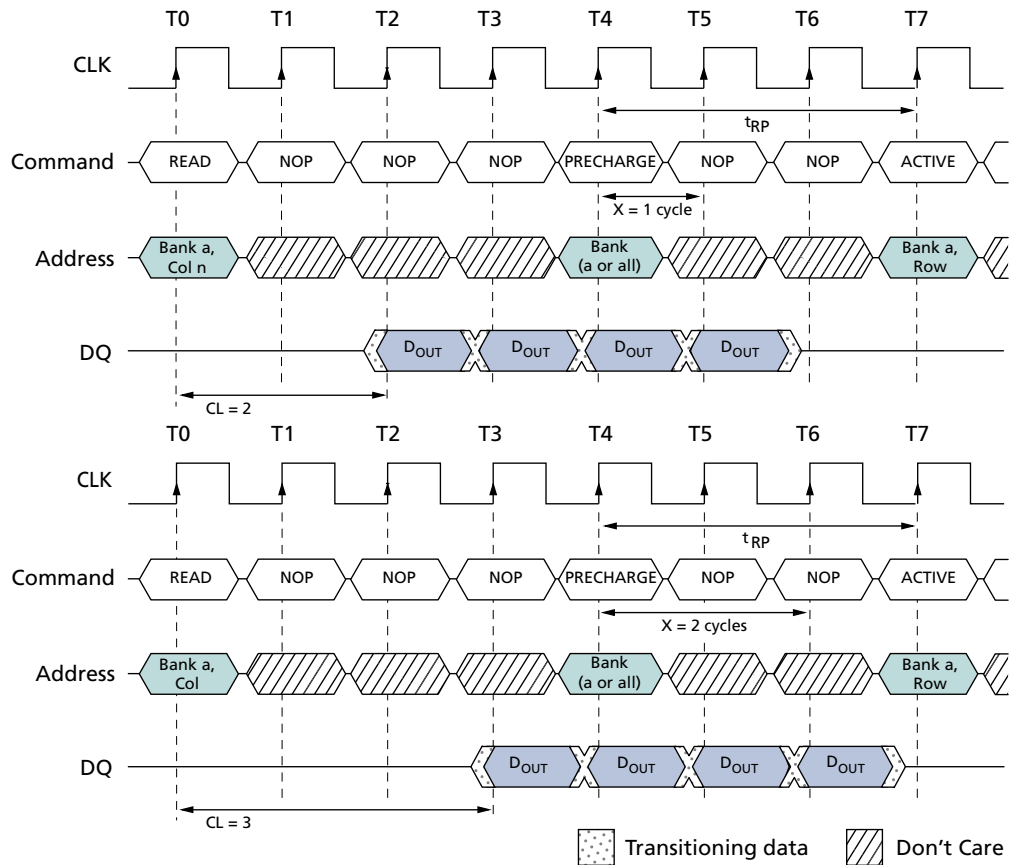 T0 T1 T2 T3 T4 T5 T6 T7
CLK
tRP
Command READ NOP NOP NOP PRECHARGE NOP NOP ACTIVE
X = 1 cycle
Address Bank a, Col n Bank (a or all) Bank a, Row
DQ DOUT DOUT DOUT DOUT
CL = 2
T0 T1 T2 T3 T4 T5 T6 T7
CLK
tRP
Command READ NOP NOP NOP PRECHARGE NOP NOP ACTIVE
X = 2 cycles
Address Bank a, Col Bank (a or all) Bank a, Row
DQ DOUT DOUT DOUT DOUT
CL = 3
Transitioning data Don't Care